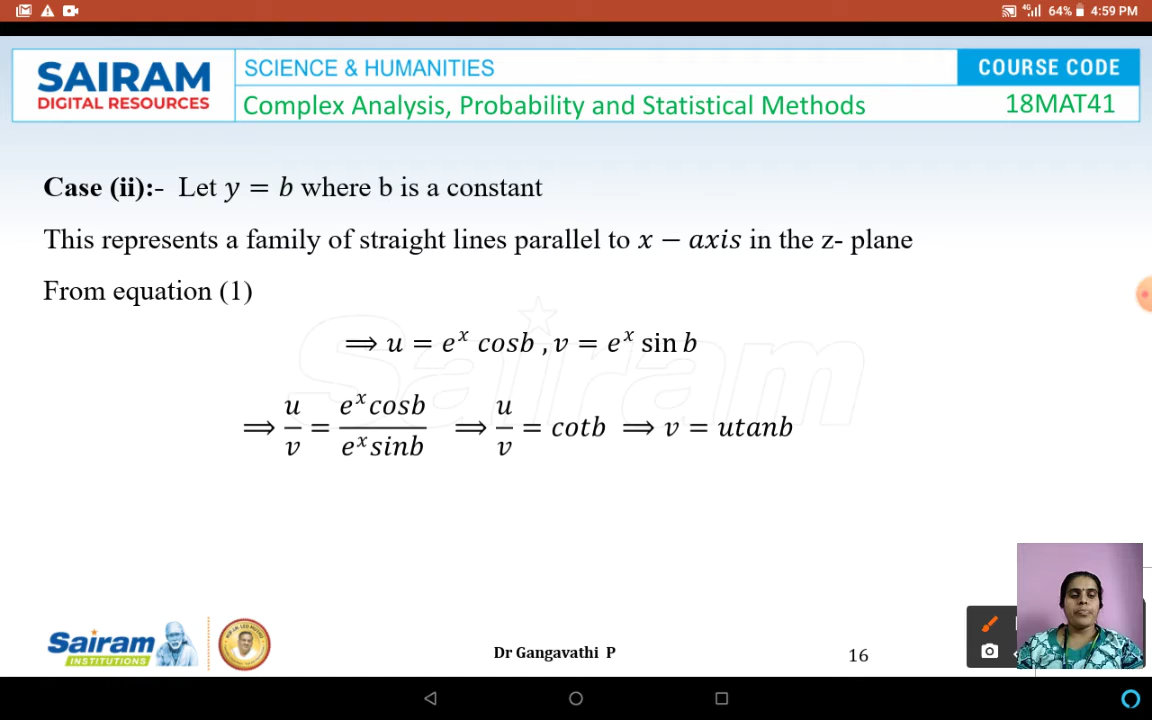 4G 64% 4:59 PM
SAIRAM
DIGITAL RESOURCES
SCIENCE & HUMANITIES
COURSE CODE
Complex Analysis, Probability and Statistical Methods
18MAT41
Case (ii):- Let y = b where b is a constant
This represents a family of straight lines parallel to x − axis in the z- plane
From equation (1)
⟹ u = e^x cosb , v = e^x sin b
⟹ u/v = e^x cosb / e^x sinb ⟹ u/v = cotb ⟹ v = utanb
Sairam
Sairam
INSTITUTIONS
Dr Gangavathi P
16